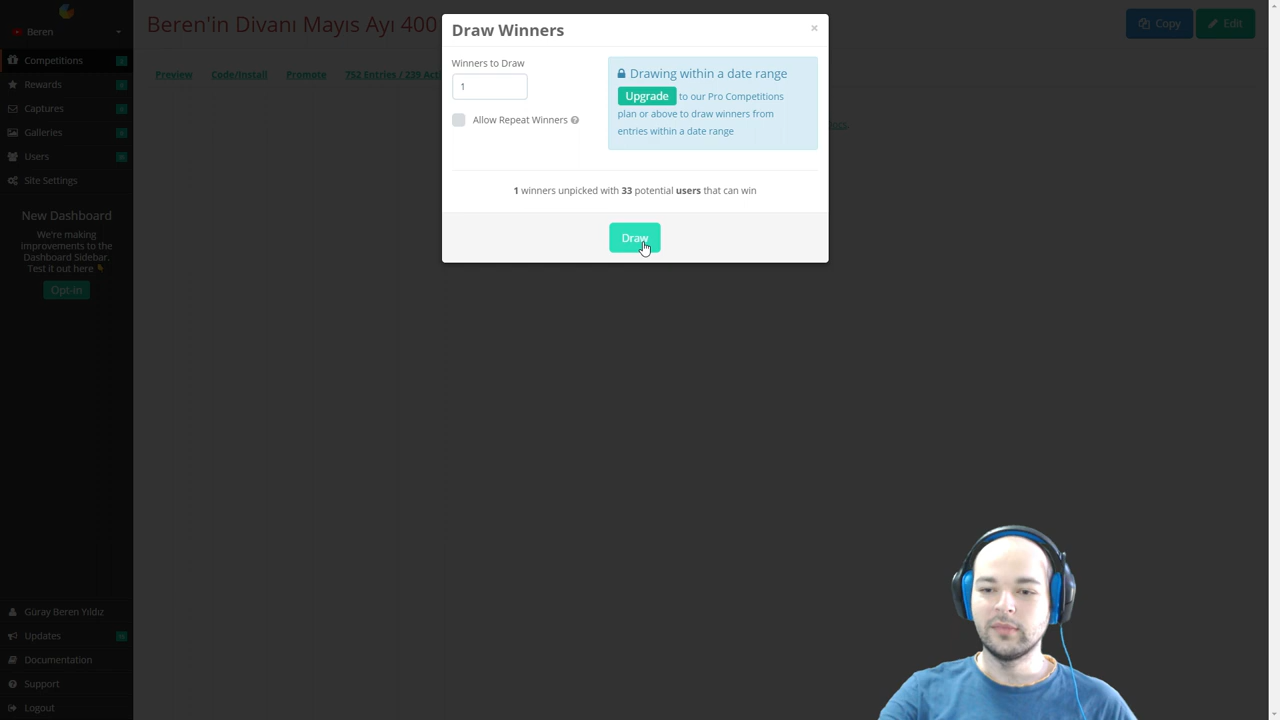 Beren
Competitions
Rewards
Captures
Galleries
Users
Site Settings
New Dashboard
We're making
improvements to the
Dashboard Sidebar.
Test it out here
Opt-in
Güray Beren Yıldız
Updates
Documentation
Support
Logout
Beren'in Divanı Mayıs Ayı 400
Copy
Edit
Preview
Code/Install
Promote
752 Entries / 239 Acti
Draw Winners
×
Winners to Draw
1
Allow Repeat Winners
Drawing within a date range
Upgrade to our Pro Competitions
plan or above to draw winners from
entries within a date range
1 winners unpicked with 33 potential users that can win
Draw